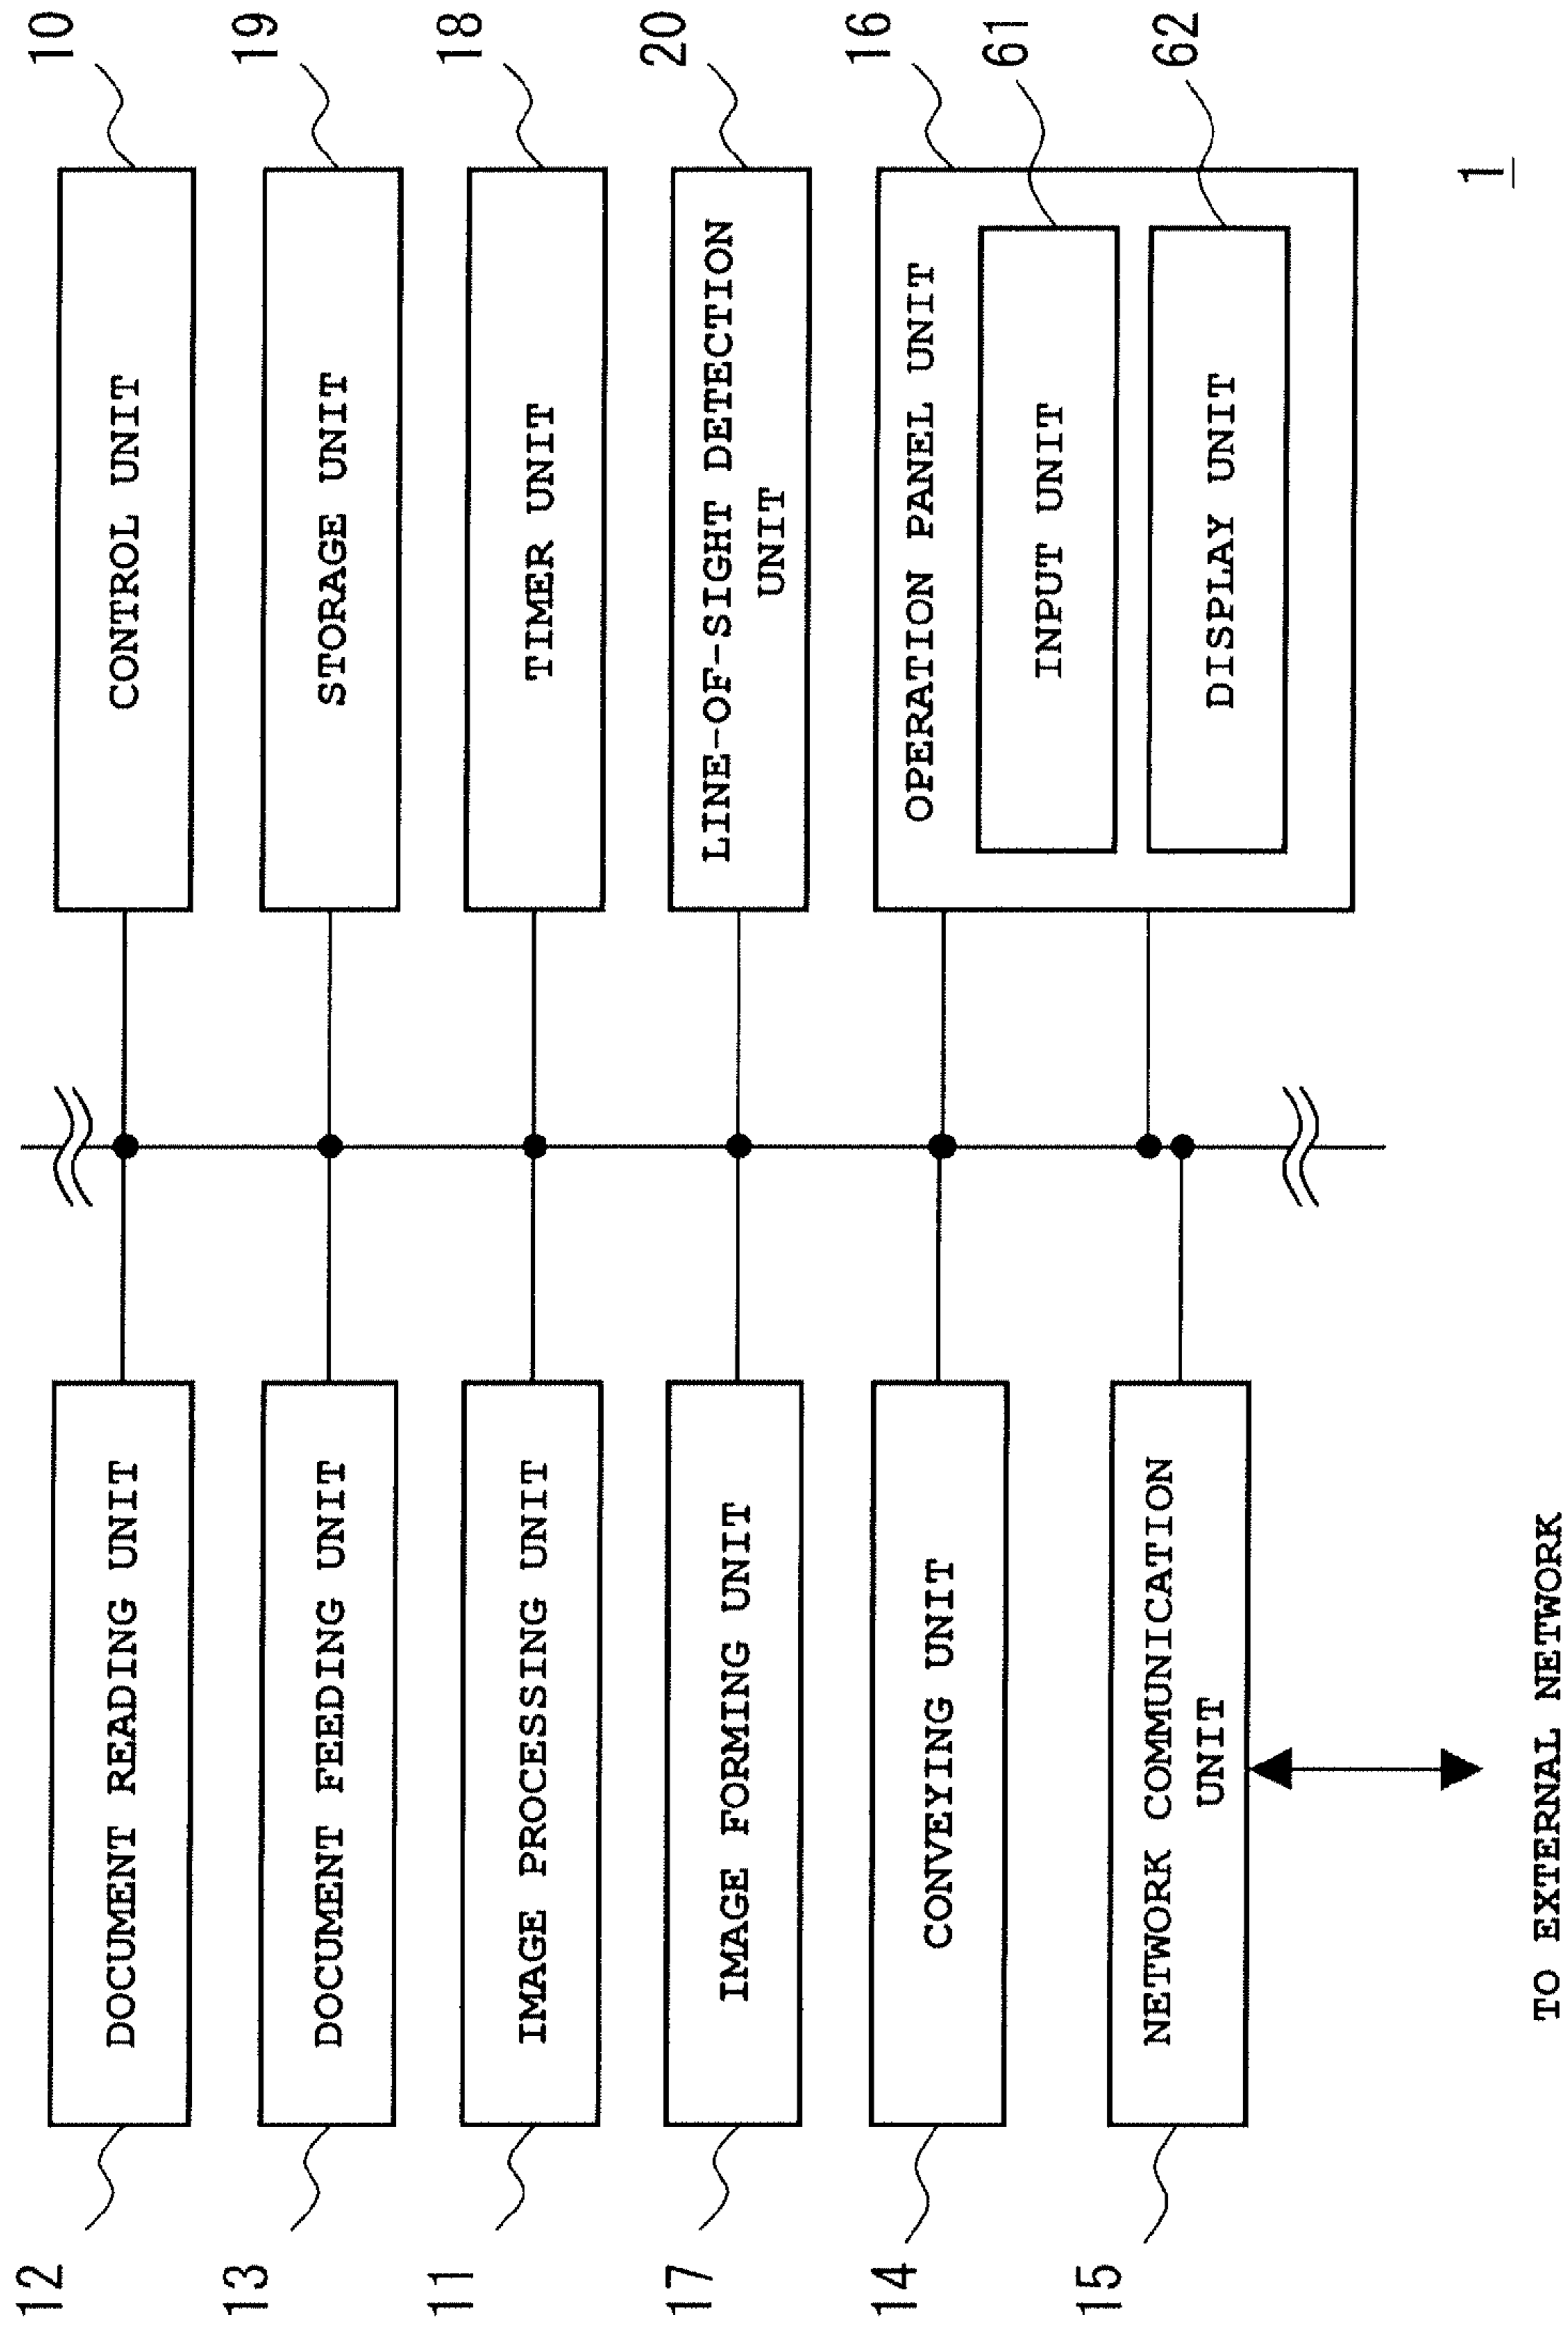 12
DOCUMENT READING UNIT
13
DOCUMENT FEEDING UNIT
11
IMAGE PROCESSING UNIT
17
IMAGE FORMING UNIT
14
CONVEYING UNIT
15
NETWORK COMMUNICATION
UNIT
TO EXTERNAL NETWORK
CONTROL UNIT
10
STORAGE UNIT
19
TIMER UNIT
18
LINE-OF-SIGHT DETECTION
UNIT
20
OPERATION PANEL UNIT
16
INPUT UNIT
61
DISPLAY UNIT
62
1